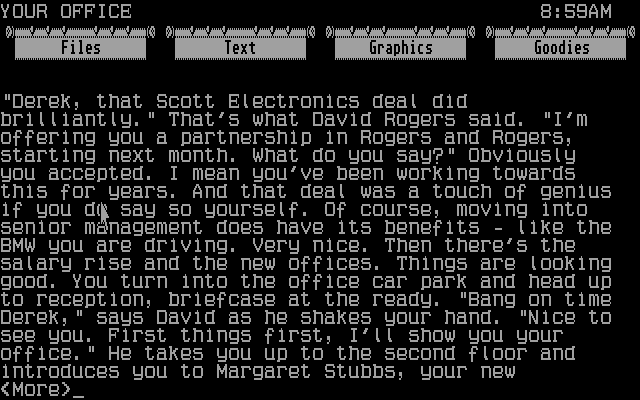 YOUR OFFICE 8:59AM
Files Text Graphics Goodies
"Derek, that Scott Electronics deal did
brilliantly." That's what David Rogers said. "I'm
offering you a partnership in Rogers and Rogers,
starting next month. What do you say?" Obviously
you accepted. I mean you've been working towards
this for years. And that deal was a touch of genius
if you do say so yourself. Of course, moving into
senior management does have its benefits - like the
BMW you are driving. Very nice. Then there's the
salary rise and the new offices. Things are looking
good. You turn into the office car park and head up
to reception, briefcase at the ready. "Bang on time
Derek," says David as he shakes your hand. "Nice to
see you. First things first, I'll show you your
office." He takes you up to the second floor and
introduces you to Margaret Stubbs, your new
<More>_